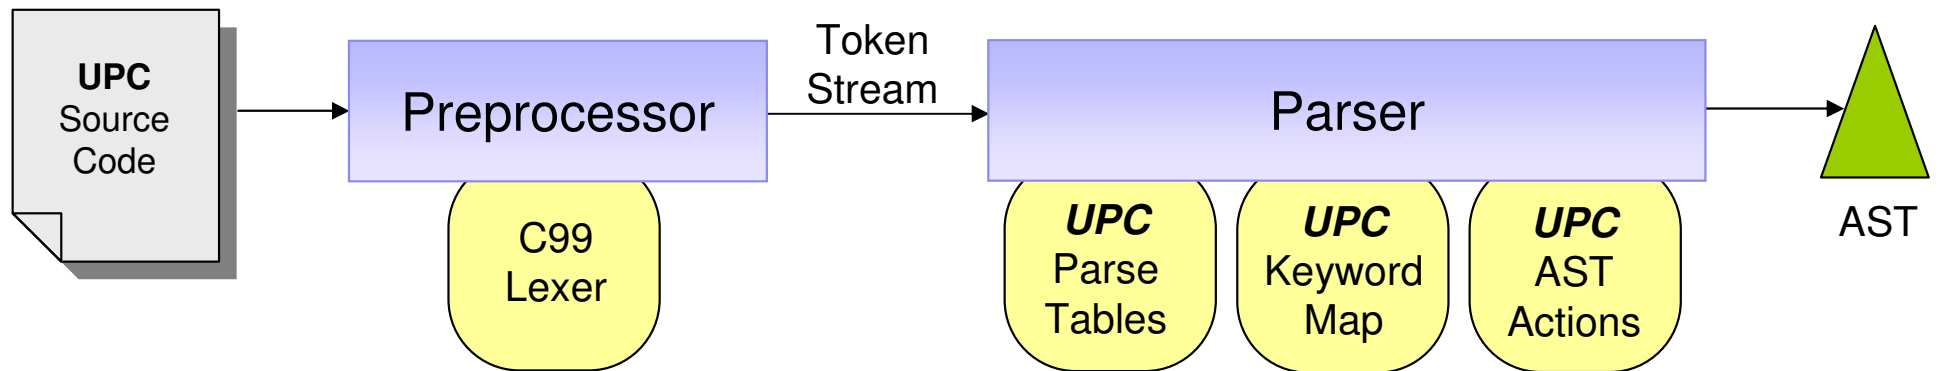 UPC
Source
Code
Preprocessor
C99
Lexer
Token
Stream
Parser
UPC
Parse
Tables
UPC
Keyword
Map
UPC
AST
Actions
AST